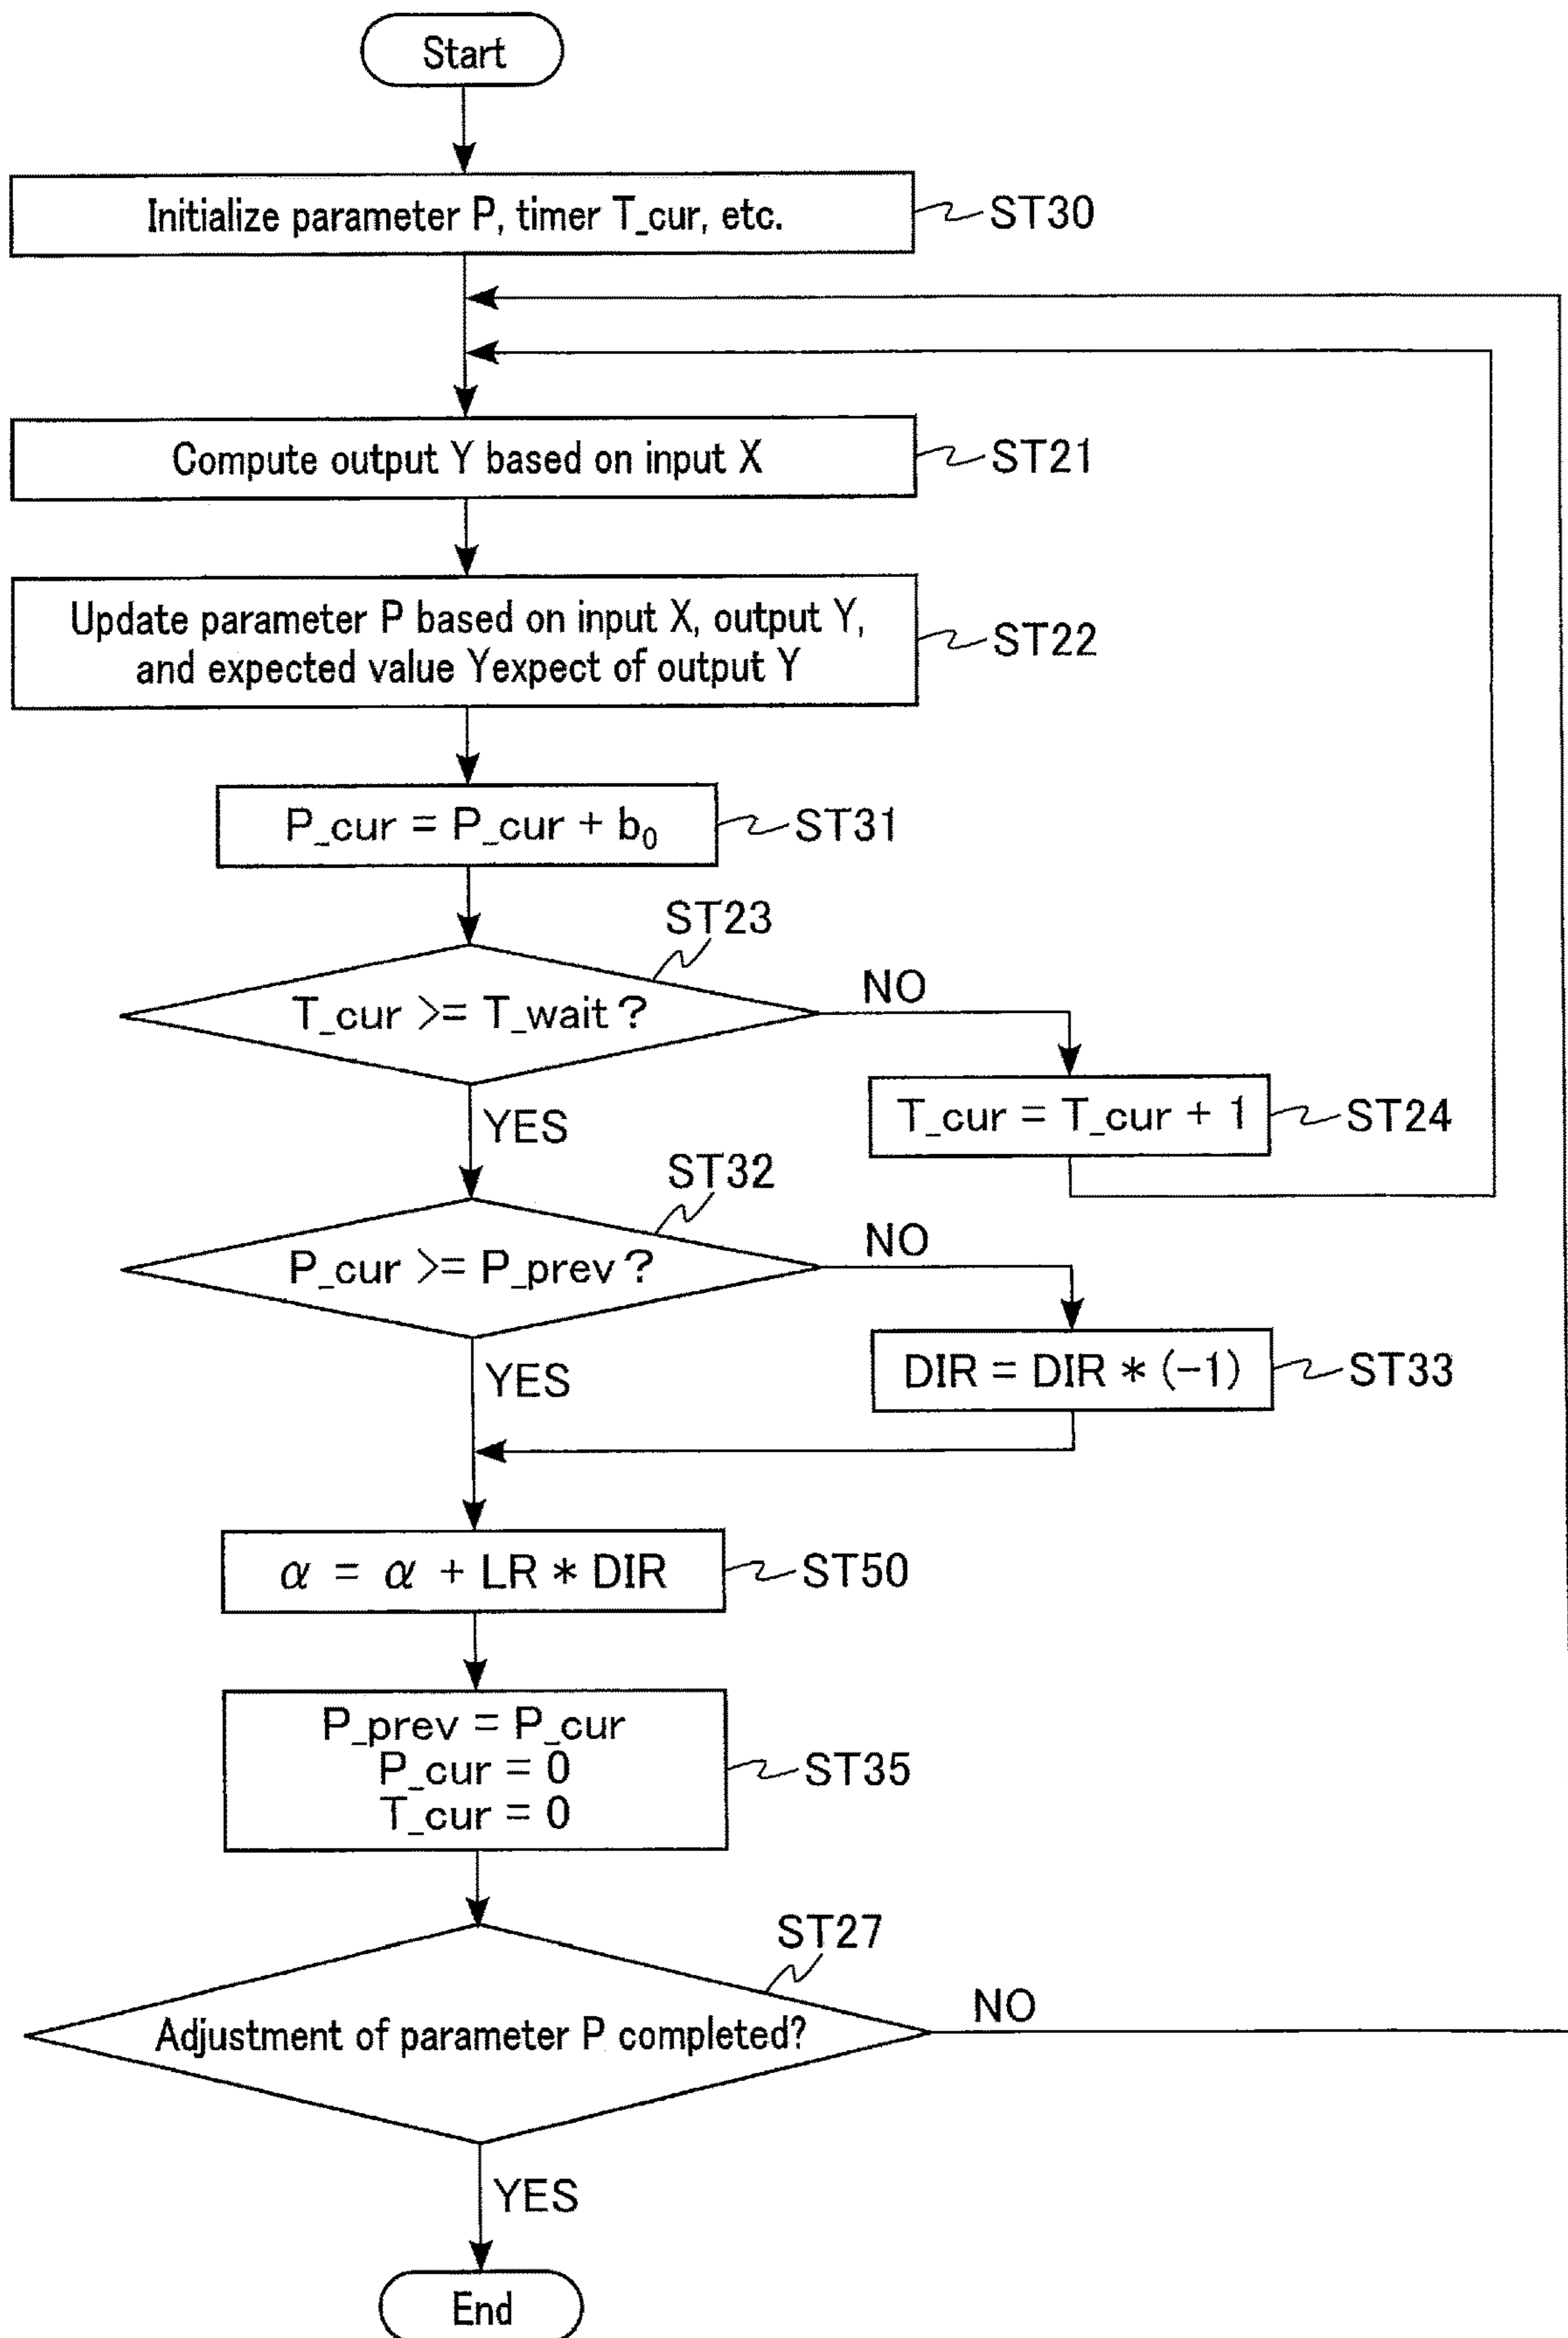 Start
Initialize parameter P, timer T_cur, etc.
ST30
Compute output Y based on input X
ST21
Update parameter P based on input X, output Y,
and expected value Yexpect of output Y
ST22
P_cur = P_cur + b₀
ST31
ST23
T_cur >= T_wait?
NO
T_cur = T_cur + 1
ST24
YES
ST32
P_cur >= P_prev?
NO
DIR = DIR * (-1)
ST33
YES
α = α + LR * DIR
ST50
P_prev = P_cur
P_cur = 0
T_cur = 0
ST35
ST27
Adjustment of parameter P completed?
NO
YES
End